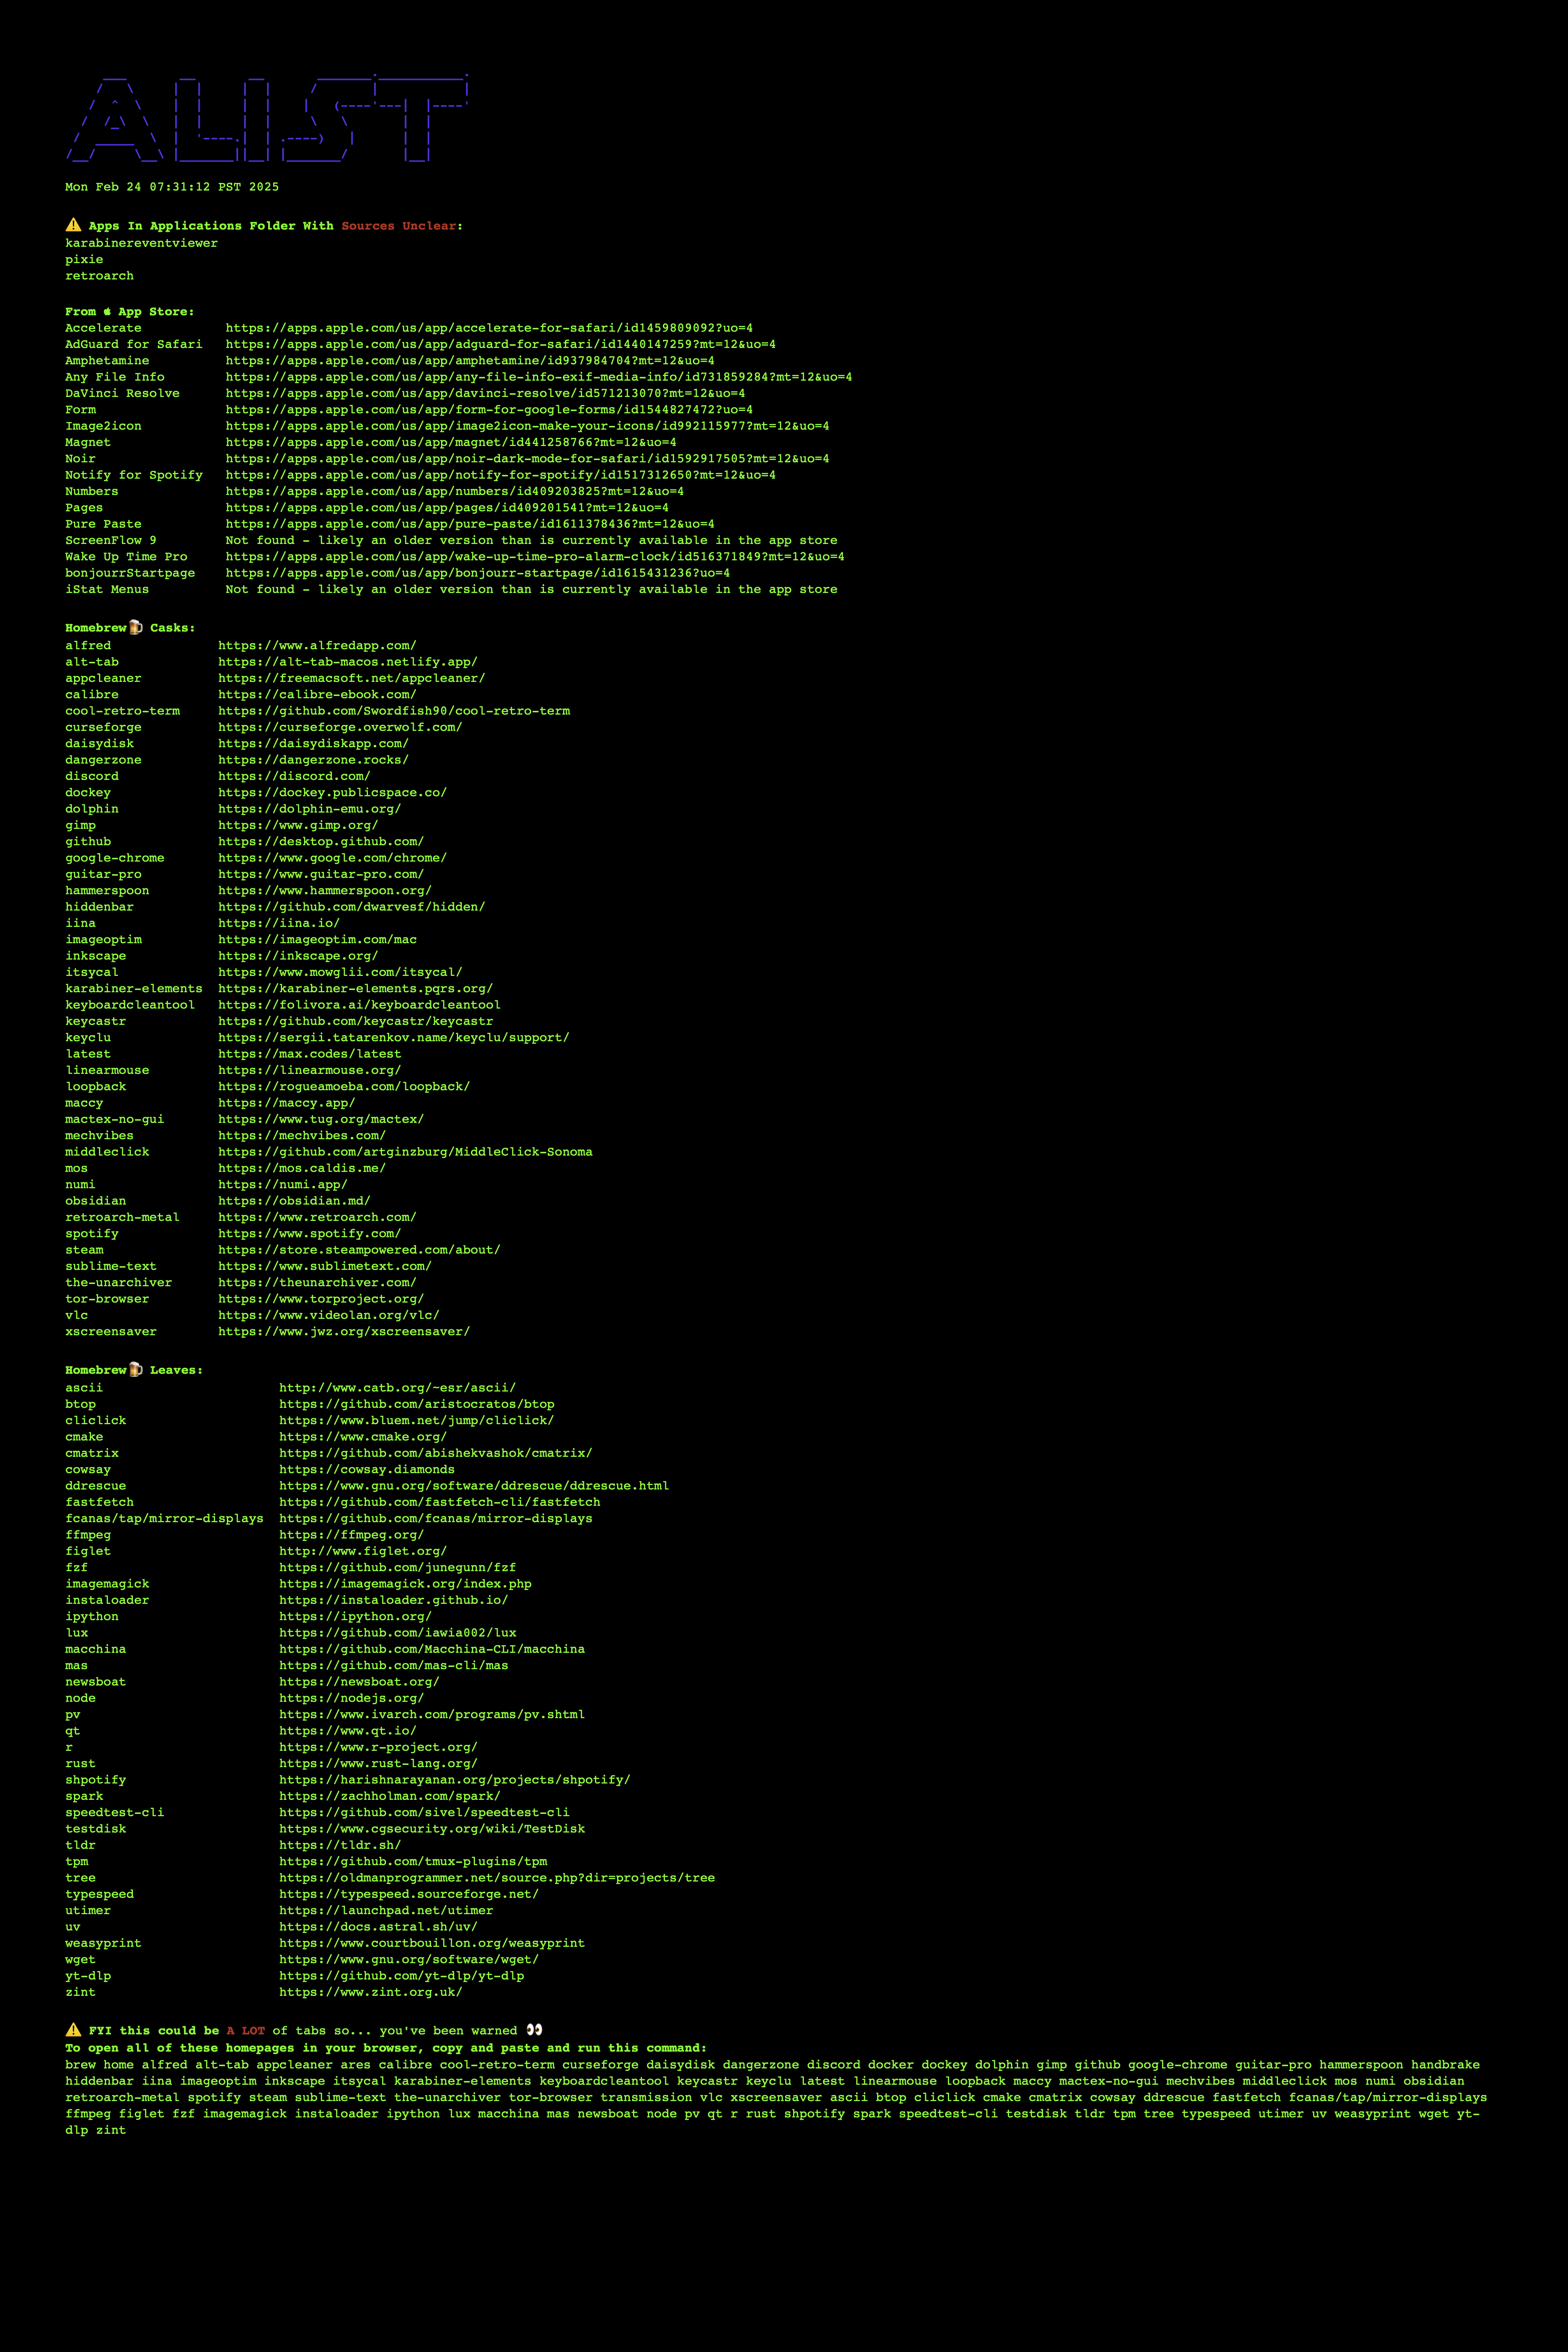 ___       __       __       _______.___________.
    /   \     |  |     |  |     /       |           |
   /  ^  \    |  |     |  |    |   (----'---|  |----'
  /  /_\  \   |  |     |  |     \   \       |  |
 /  _____  \  |  '----.|  | .----)   |      |  |
/__/     \__\ |_______||__| |_______/       |__|
Mon Feb 24 07:31:12 PST 2025
⚠️ Apps In Applications Folder With Sources Unclear:
karabinereventviewer
pixie
retroarch
From  App Store:
Accelerate https://apps.apple.com/us/app/accelerate-for-safari/id1459809092?uo=4
AdGuard for Safari https://apps.apple.com/us/app/adguard-for-safari/id1440147259?mt=12&uo=4
Amphetamine https://apps.apple.com/us/app/amphetamine/id937984704?mt=12&uo=4
Any File Info https://apps.apple.com/us/app/any-file-info-exif-media-info/id731859284?mt=12&uo=4
DaVinci Resolve https://apps.apple.com/us/app/davinci-resolve/id571213070?mt=12&uo=4
Form https://apps.apple.com/us/app/form-for-google-forms/id1544827472?uo=4
Image2icon https://apps.apple.com/us/app/image2icon-make-your-icons/id992115977?mt=12&uo=4
Magnet https://apps.apple.com/us/app/magnet/id441258766?mt=12&uo=4
Noir https://apps.apple.com/us/app/noir-dark-mode-for-safari/id1592917505?mt=12&uo=4
Notify for Spotify https://apps.apple.com/us/app/notify-for-spotify/id1517312650?mt=12&uo=4
Numbers https://apps.apple.com/us/app/numbers/id409203825?mt=12&uo=4
Pages https://apps.apple.com/us/app/pages/id409201541?mt=12&uo=4
Pure Paste https://apps.apple.com/us/app/pure-paste/id1611378436?mt=12&uo=4
ScreenFlow 9 Not found - likely an older version than is currently available in the app store
Wake Up Time Pro https://apps.apple.com/us/app/wake-up-time-pro-alarm-clock/id516371849?mt=12&uo=4
bonjourrStartpage https://apps.apple.com/us/app/bonjourr-startpage/id1615431236?uo=4
iStat Menus Not found - likely an older version than is currently available in the app store
Homebrew🍺 Casks:
alfred https://www.alfredapp.com/
alt-tab https://alt-tab-macos.netlify.app/
appcleaner https://freemacsoft.net/appcleaner/
calibre https://calibre-ebook.com/
cool-retro-term https://github.com/Swordfish90/cool-retro-term
curseforge https://curseforge.overwolf.com/
daisydisk https://daisydiskapp.com/
dangerzone https://dangerzone.rocks/
discord https://discord.com/
dockey https://dockey.publicspace.co/
dolphin https://dolphin-emu.org/
gimp https://www.gimp.org/
github https://desktop.github.com/
google-chrome https://www.google.com/chrome/
guitar-pro https://www.guitar-pro.com/
hammerspoon https://www.hammerspoon.org/
hiddenbar https://github.com/dwarvesf/hidden/
iina https://iina.io/
imageoptim https://imageoptim.com/mac
inkscape https://inkscape.org/
itsycal https://www.mowglii.com/itsycal/
karabiner-elements https://karabiner-elements.pqrs.org/
keyboardcleantool https://folivora.ai/keyboardcleantool
keycastr https://github.com/keycastr/keycastr
keyclu https://sergii.tatarenkov.name/keyclu/support/
latest https://max.codes/latest
linearmouse https://linearmouse.org/
loopback https://rogueamoeba.com/loopback/
maccy https://maccy.app/
mactex-no-gui https://www.tug.org/mactex/
mechvibes https://mechvibes.com/
middleclick https://github.com/artginzburg/MiddleClick-Sonoma
mos https://mos.caldis.me/
numi https://numi.app/
obsidian https://obsidian.md/
retroarch-metal https://www.retroarch.com/
spotify https://www.spotify.com/
steam https://store.steampowered.com/about/
sublime-text https://www.sublimetext.com/
the-unarchiver https://theunarchiver.com/
tor-browser https://www.torproject.org/
vlc https://www.videolan.org/vlc/
xscreensaver https://www.jwz.org/xscreensaver/
Homebrew🍺 Leaves:
ascii http://www.catb.org/~esr/ascii/
btop https://github.com/aristocratos/btop
cliclick https://www.bluem.net/jump/cliclick/
cmake https://www.cmake.org/
cmatrix https://github.com/abishekvashok/cmatrix/
cowsay https://cowsay.diamonds
ddrescue https://www.gnu.org/software/ddrescue/ddrescue.html
fastfetch https://github.com/fastfetch-cli/fastfetch
fcanas/tap/mirror-displays https://github.com/fcanas/mirror-displays
ffmpeg https://ffmpeg.org/
figlet http://www.figlet.org/
fzf https://github.com/junegunn/fzf
imagemagick https://imagemagick.org/index.php
instaloader https://instaloader.github.io/
ipython https://ipython.org/
lux https://github.com/iawia002/lux
macchina https://github.com/Macchina-CLI/macchina
mas https://github.com/mas-cli/mas
newsboat https://newsboat.org/
node https://nodejs.org/
pv https://www.ivarch.com/programs/pv.shtml
qt https://www.qt.io/
r https://www.r-project.org/
rust https://www.rust-lang.org/
shpotify https://harishnarayanan.org/projects/shpotify/
spark https://zachholman.com/spark/
speedtest-cli https://github.com/sivel/speedtest-cli
testdisk https://www.cgsecurity.org/wiki/TestDisk
tldr https://tldr.sh/
tpm https://github.com/tmux-plugins/tpm
tree https://oldmanprogrammer.net/source.php?dir=projects/tree
typespeed https://typespeed.sourceforge.net/
utimer https://launchpad.net/utimer
uv https://docs.astral.sh/uv/
weasyprint https://www.courtbouillon.org/weasyprint
wget https://www.gnu.org/software/wget/
yt-dlp https://github.com/yt-dlp/yt-dlp
zint https://www.zint.org.uk/
⚠️ FYI this could be A LOT of tabs so... you've been warned 👀
To open all of these homepages in your browser, copy and paste and run this command:
brew home alfred alt-tab appcleaner ares calibre cool-retro-term curseforge daisydisk dangerzone discord docker dockey dolphin gimp github google-chrome guitar-pro hammerspoon handbrake
hiddenbar iina imageoptim inkscape itsycal karabiner-elements keyboardcleantool keycastr keyclu latest linearmouse loopback maccy mactex-no-gui mechvibes middleclick mos numi obsidian
retroarch-metal spotify steam sublime-text the-unarchiver tor-browser transmission vlc xscreensaver ascii btop cliclick cmake cmatrix cowsay ddrescue fastfetch fcanas/tap/mirror-displays
ffmpeg figlet fzf imagemagick instaloader ipython lux macchina mas newsboat node pv qt r rust shpotify spark speedtest-cli testdisk tldr tpm tree typespeed utimer uv weasyprint wget yt-
dlp zint